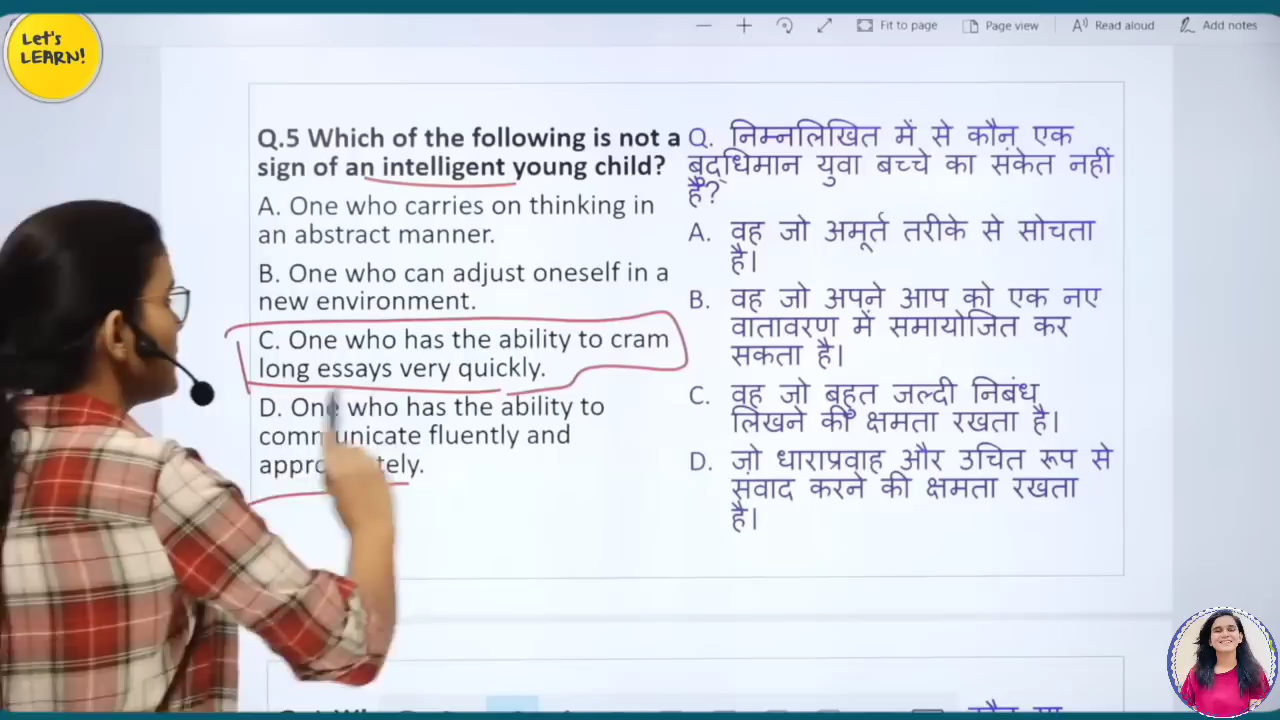 Let's
LEARN!
Fit to page
Page view
Read aloud
Add notes
Q.5 Which of the following is not a
sign of an intelligent young child?
A. One who carries on thinking in
an abstract manner.
B. One who can adjust oneself in a
new environment.
C. One who has the ability to cram
long essays very quickly.
D. One who has the ability to
communicate fluently and
Q. निम्नलिखित में से कौन एक
बुद्धिमान युवा बच्चे का संकेत नहीं
है?
A. वह जो अमूर्त तरीके से सोचता
है।
B. वह जो अपने आप को एक नए
वातावरण में समायोजित कर
सकता है।
C. वह जो बहुत जल्दी निबंध
लिखने की क्षमता रखता है।
D. जो धाराप्रवाह और उचित रूप से
संवाद करने की क्षमता रखता
है।